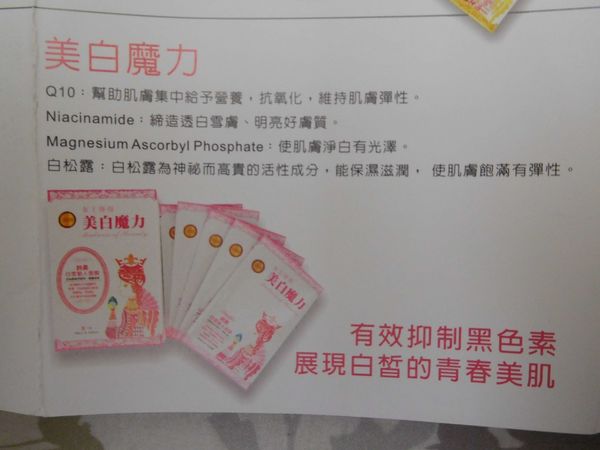 美白魔力
Q10：幫助肌膚集中給予營養，抗氧化，維持肌膚彈性。
Niacinamide：締造透白雪膚、明亮好膚質。
Magnesium Ascorbyl Phosphate：使肌膚淨白有光澤。
白松露：白松露為神祕而高貴的活性成分，能保濕滋潤， 使肌膚飽滿有彈性。
美白魔力
美白魔力
有效抑制黑色素
展現白皙的青春美肌